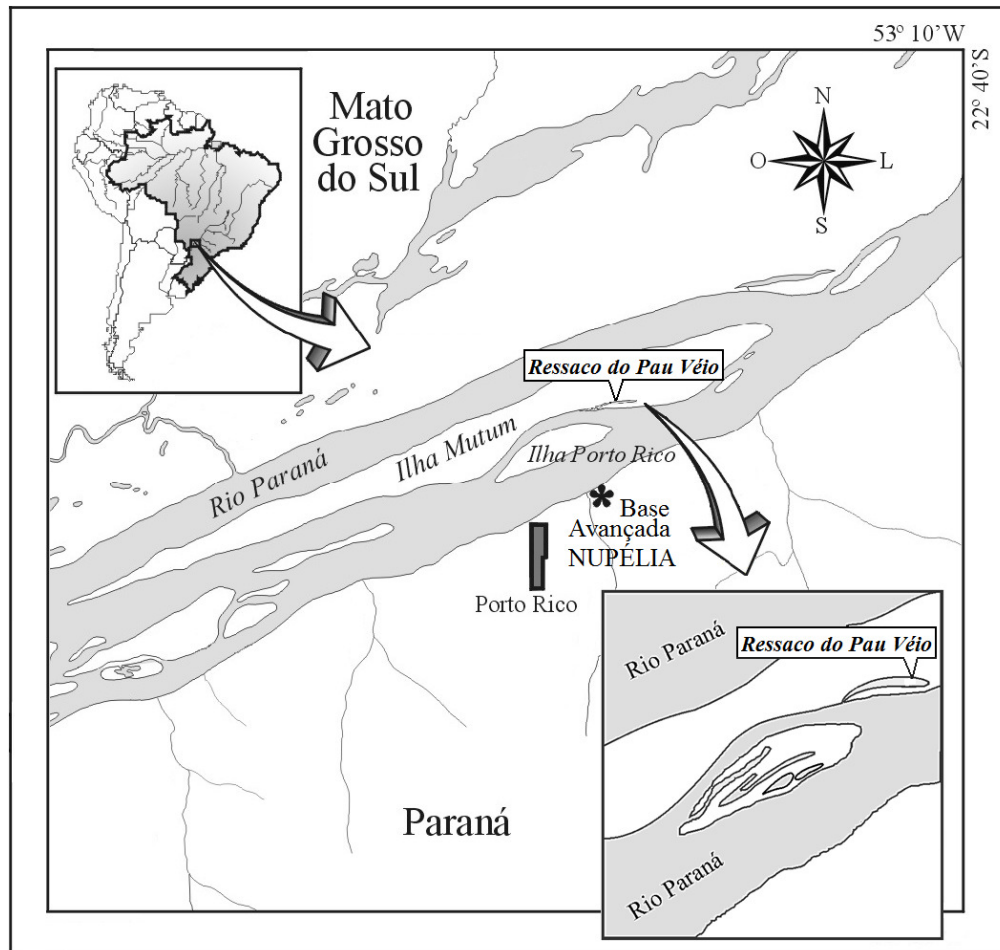 53º 10'W
22º 40'S
Mato
Grosso
do Sul
N
O
L
S
Ressaco do Pau Véio
Rio Paraná
Ilha Mutum
Ilha Porto Rico
Base
Avançada
NUPÉLIA
Porto Rico
Paraná
Rio Paraná
Ressaco do Pau Véio
Rio Paraná